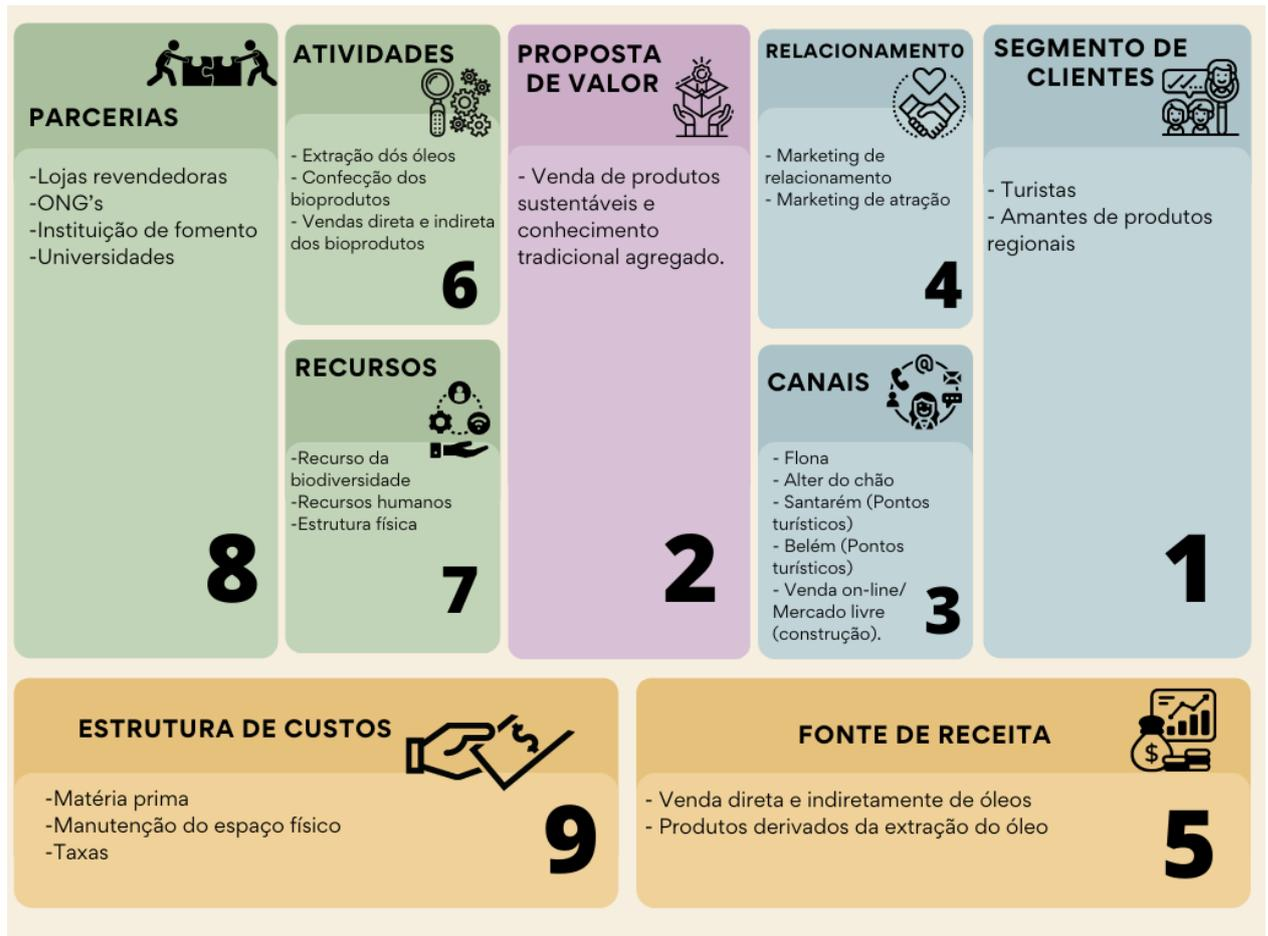 PARCERIAS
-Lojas revendedoras
-ONG's
-Instituição de fomento
-Universidades
8
ATIVIDADES
- Extração dós óleos
- Confecção dos
bioprodutos
- Vendas direta e indireta
dos bioprodutos
6
RECURSOS
-Recurso da
biodiversidade
-Recursos humanos
-Estrutura física
7
PROPOSTA
DE VALOR
- Venda de produtos
sustentáveis e
conhecimento
tradicional agregado.
2
RELACIONAMENTO
- Marketing de
relacionamento
- Marketing de atração
4
CANAIS
@
- Flona
- Alter do chão
- Santarém (Pontos
turísticos)
- Belém (Pontos
turísticos)
- Venda on-line/
Mercado livre
(construção).
3
SEGMENTO DE
CLIENTES
- Turistas
- Amantes de produtos
regionais
1
ESTRUTURA DE CUSTOS
$
-Matéria prima
-Manutenção do espaço físico
-Taxas
9
FONTE DE RECEITA
$
- Venda direta e indiretamente de óleos
- Produtos derivados da extração do óleo
5